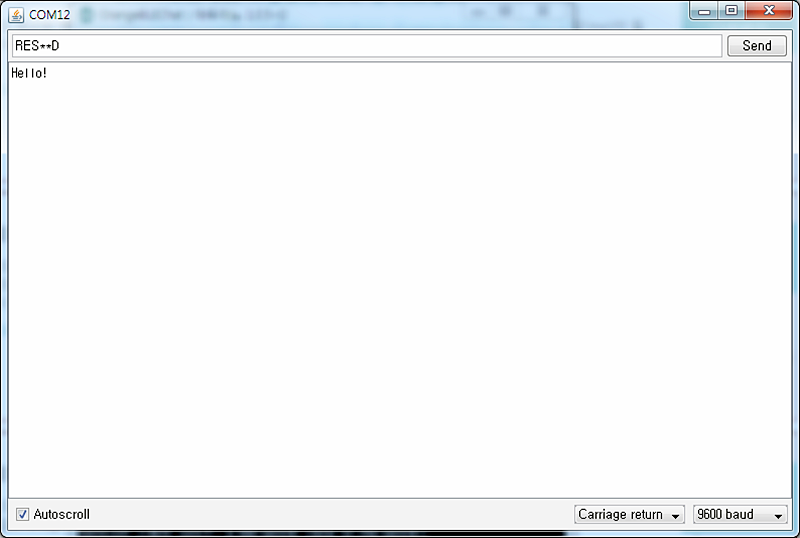 COM12
RES**D
Send
Hello!
Autoscroll
Carriage return
9600 baud